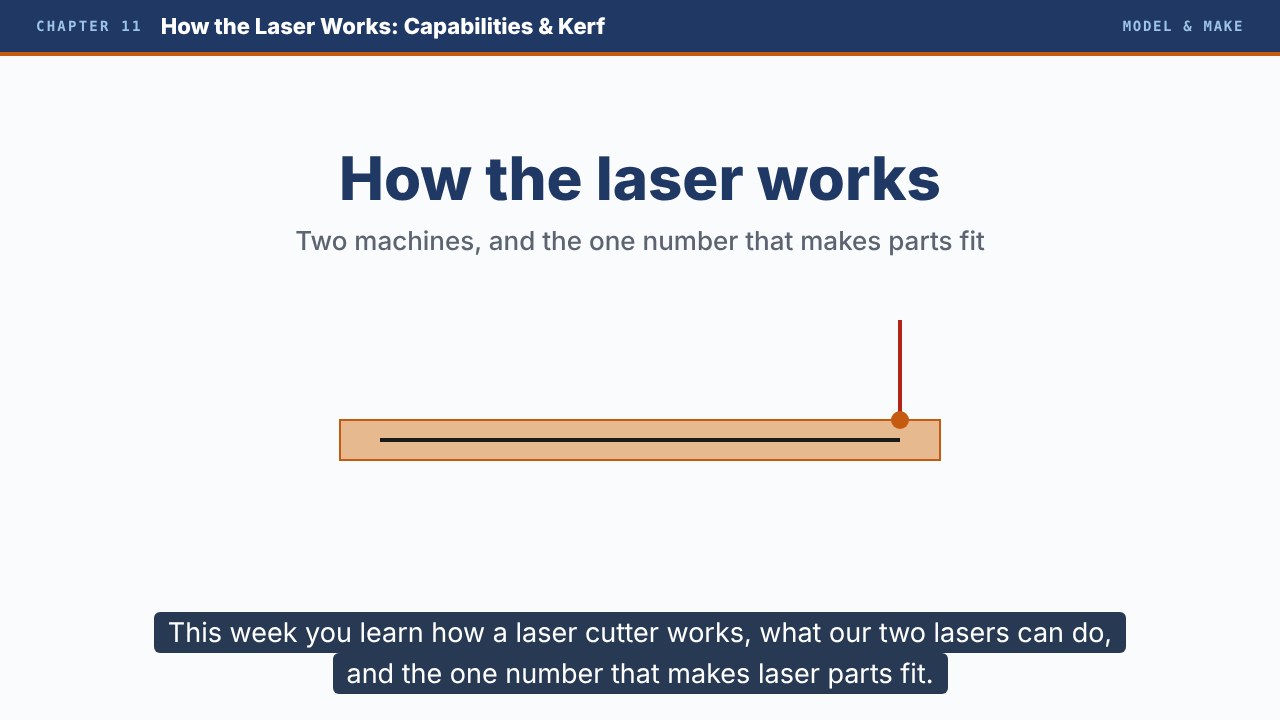 CHAPTER 11 How the Laser Works: Capabilities & Kerf MODEL & MAKE
How the laser works
Two machines, and the one number that makes parts fit
This week you learn how a laser cutter works, what our two lasers can do,
and the one number that makes laser parts fit.